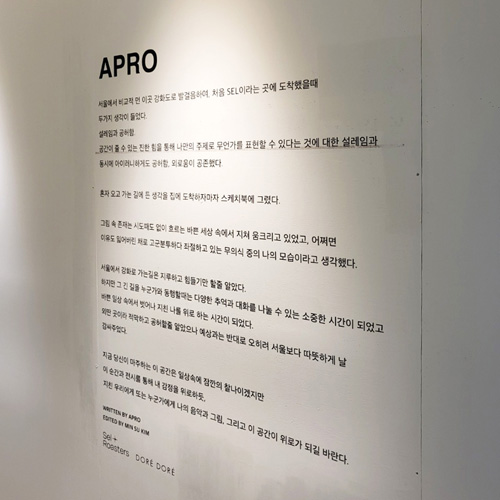 APRO
서울에서 비교적 먼 이곳 강화도로 발걸음하여, 처음 SEL이라는 곳에 도착했을때
두가지 생각이 들었다.
설레임과 공허함.
공간이 줄 수 있는 진한 힘을 통해 나만의 주제로 무언가를 표현할 수 있다는 것에 대한 설레임과
동시에 아이러니하게도 공허함, 외로움이 공존했다.
혼자 오고 가는 길에 든 생각을 집에 도착하자마자 스케치북에 그렸다.
그림 속 존재는 시도때도 없이 흐르는 바쁜 세상 속에서 지쳐 웅크리고 있었고, 어쩌면
이유도 잃어버린 채로 고군분투하다 좌절하고 있는 무의식 중의 나의 모습이라고 생각했다.
서울에서 강화로 가는길은 지루하고 힘들기만 할줄 알았다.
하지만 그 긴 길을 누군가와 동행할때는 다양한 추억과 대화를 나눌 수 있는 소중한 시간이 되었고
바쁜 일상 속에서 벗어나 지친 나를 위로 하는 시간이 되었다.
외딴 곳이라 적막하고 공허할줄 알았으나 예상과는 반대로 오히려 서울보다 따뜻하게 날
감싸주었다.
지금 당신이 마주하는 이 공간은 일상속에 잠깐의 찰나이겠지만
이 순간과 전시를 통해 내 감정을 위로하듯,
지친 우리에게 또는 누군가에게 나의 음악과 그림, 그리고 이 공간이 위로가 되길 바란다.
WRITTEN BY APRO
EDITED BY MIN SU KIM
Sel+
Roasters DORÉ DORÉ